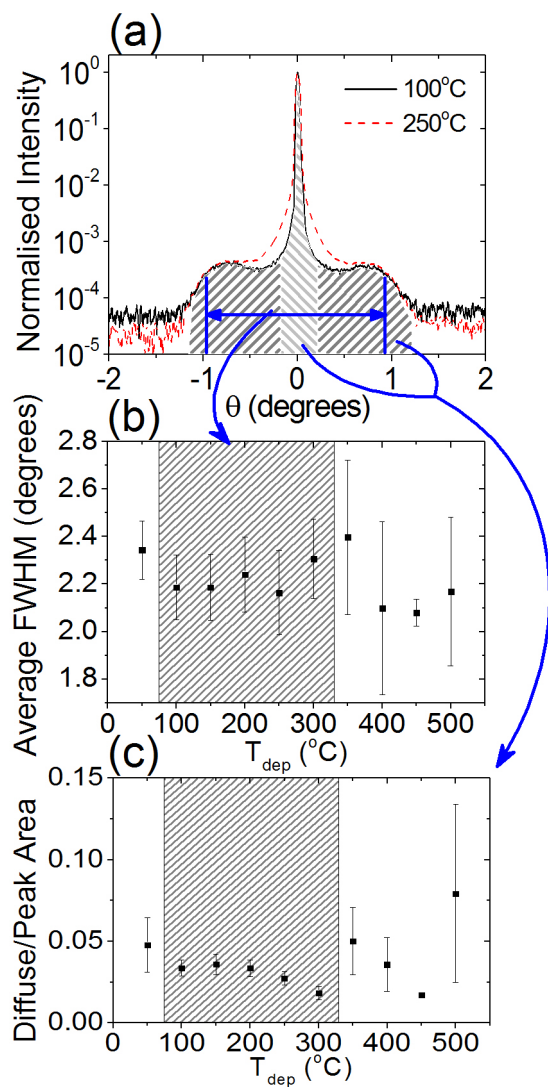 (a)
Normalised Intensity
10⁰
10⁻¹
10⁻²
10⁻³
10⁻⁴
10⁻⁵
100°C
250°C
-2 -1 0 1 2
θ (degrees)
(b)
Average FWHM (degrees)
2.8
2.6
2.4
2.2
2.0
1.8
0 100 200 300 400 500
T_dep (°C)
(c)
Diffuse/Peak Area
0.15
0.10
0.05
0.00
0 100 200 300 400 500
T_dep (°C)